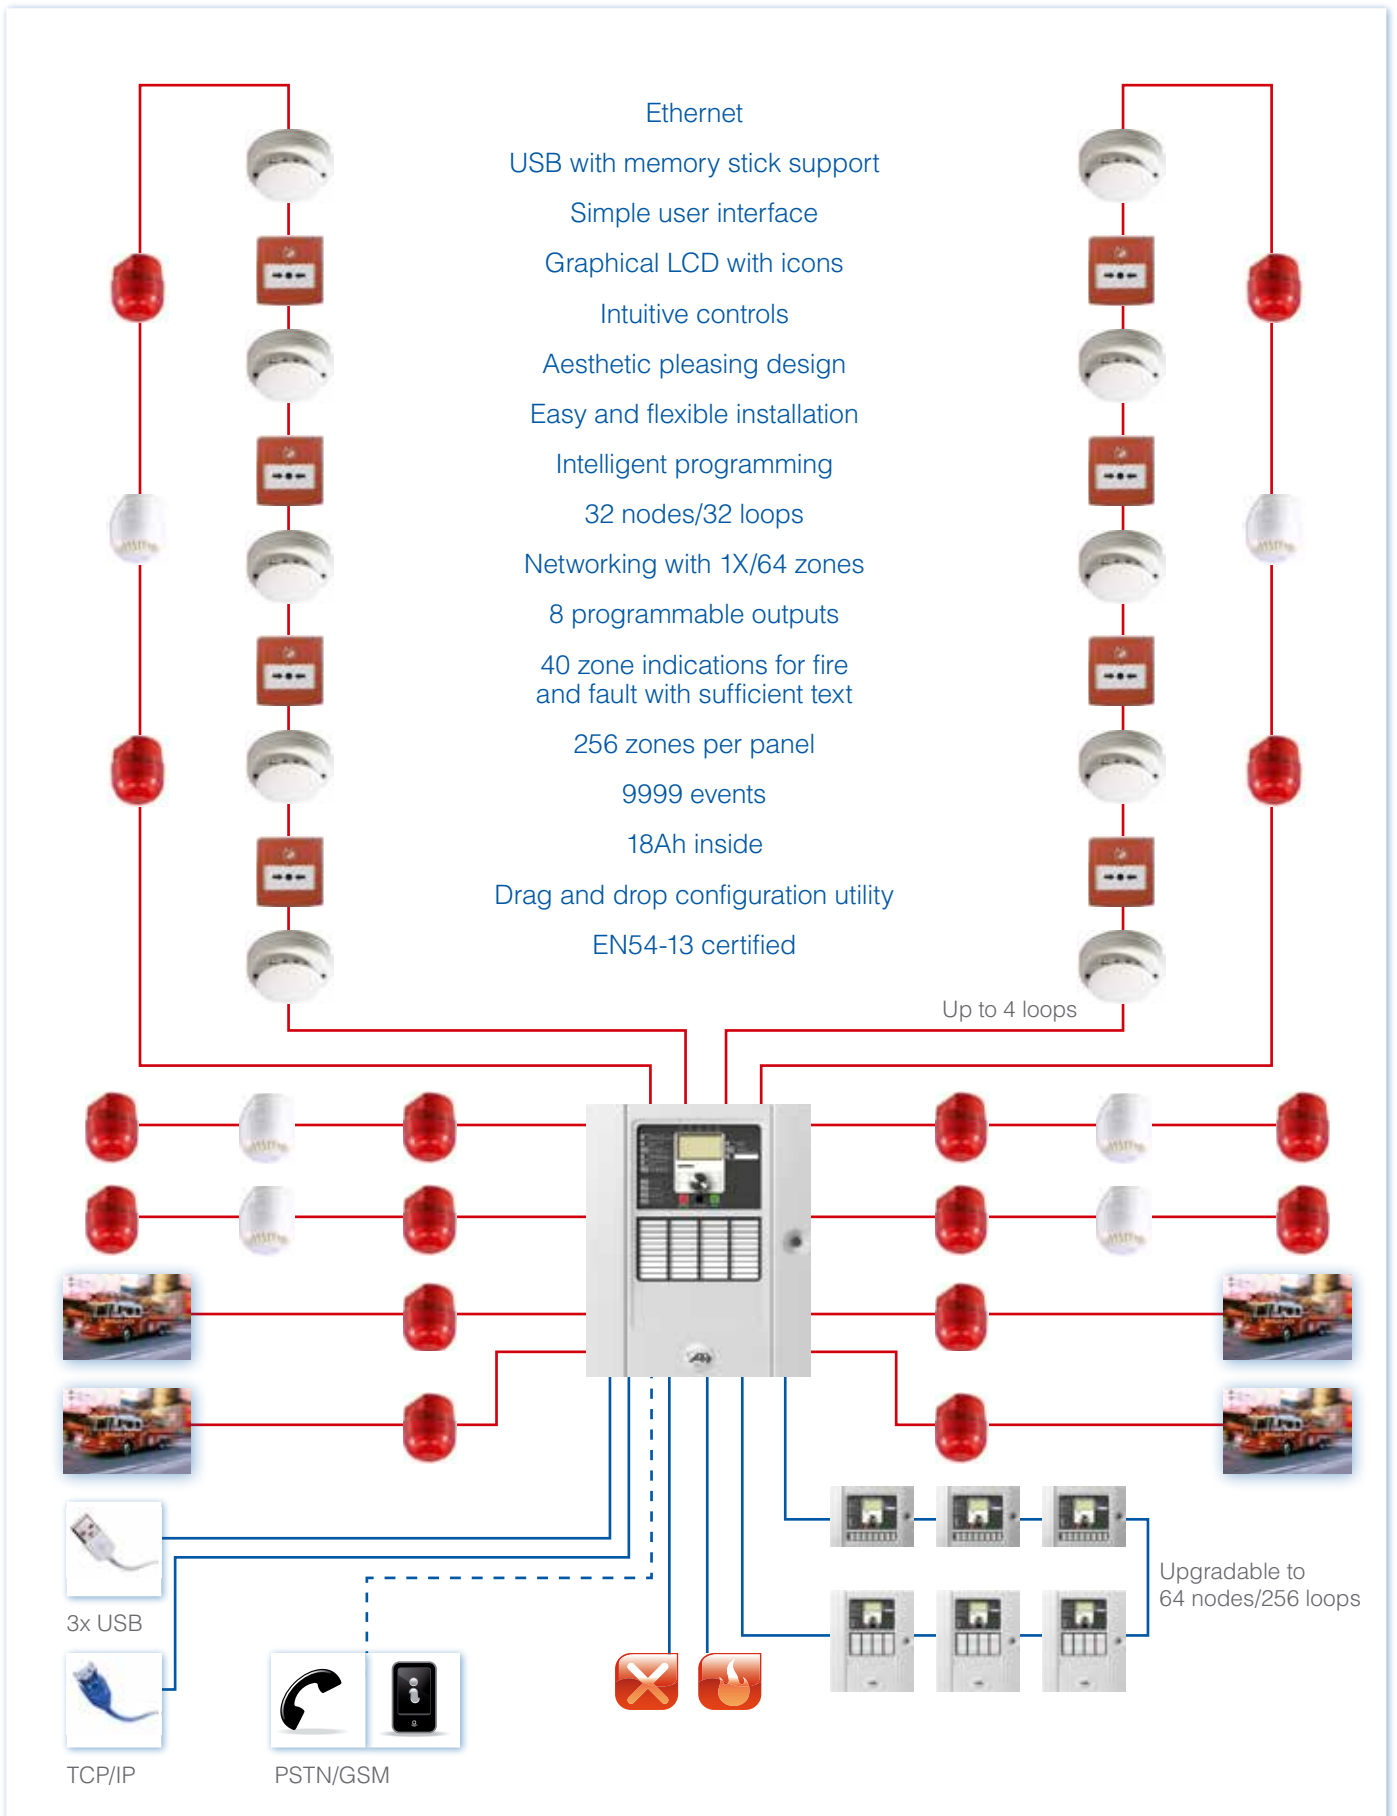 Ethernet
USB with memory stick support
Simple user interface
Graphical LCD with icons
Intuitive controls
Aesthetic pleasing design
Easy and flexible installation
Intelligent programming
32 nodes/32 loops
Networking with 1X/64 zones
8 programmable outputs
40 zone indications for fire
and fault with sufficient text
256 zones per panel
9999 events
18Ah inside
Drag and drop configuration utility
EN54-13 certified
Up to 4 loops
Upgradable to
64 nodes/256 loops
3x USB
TCP/IP
PSTN/GSM